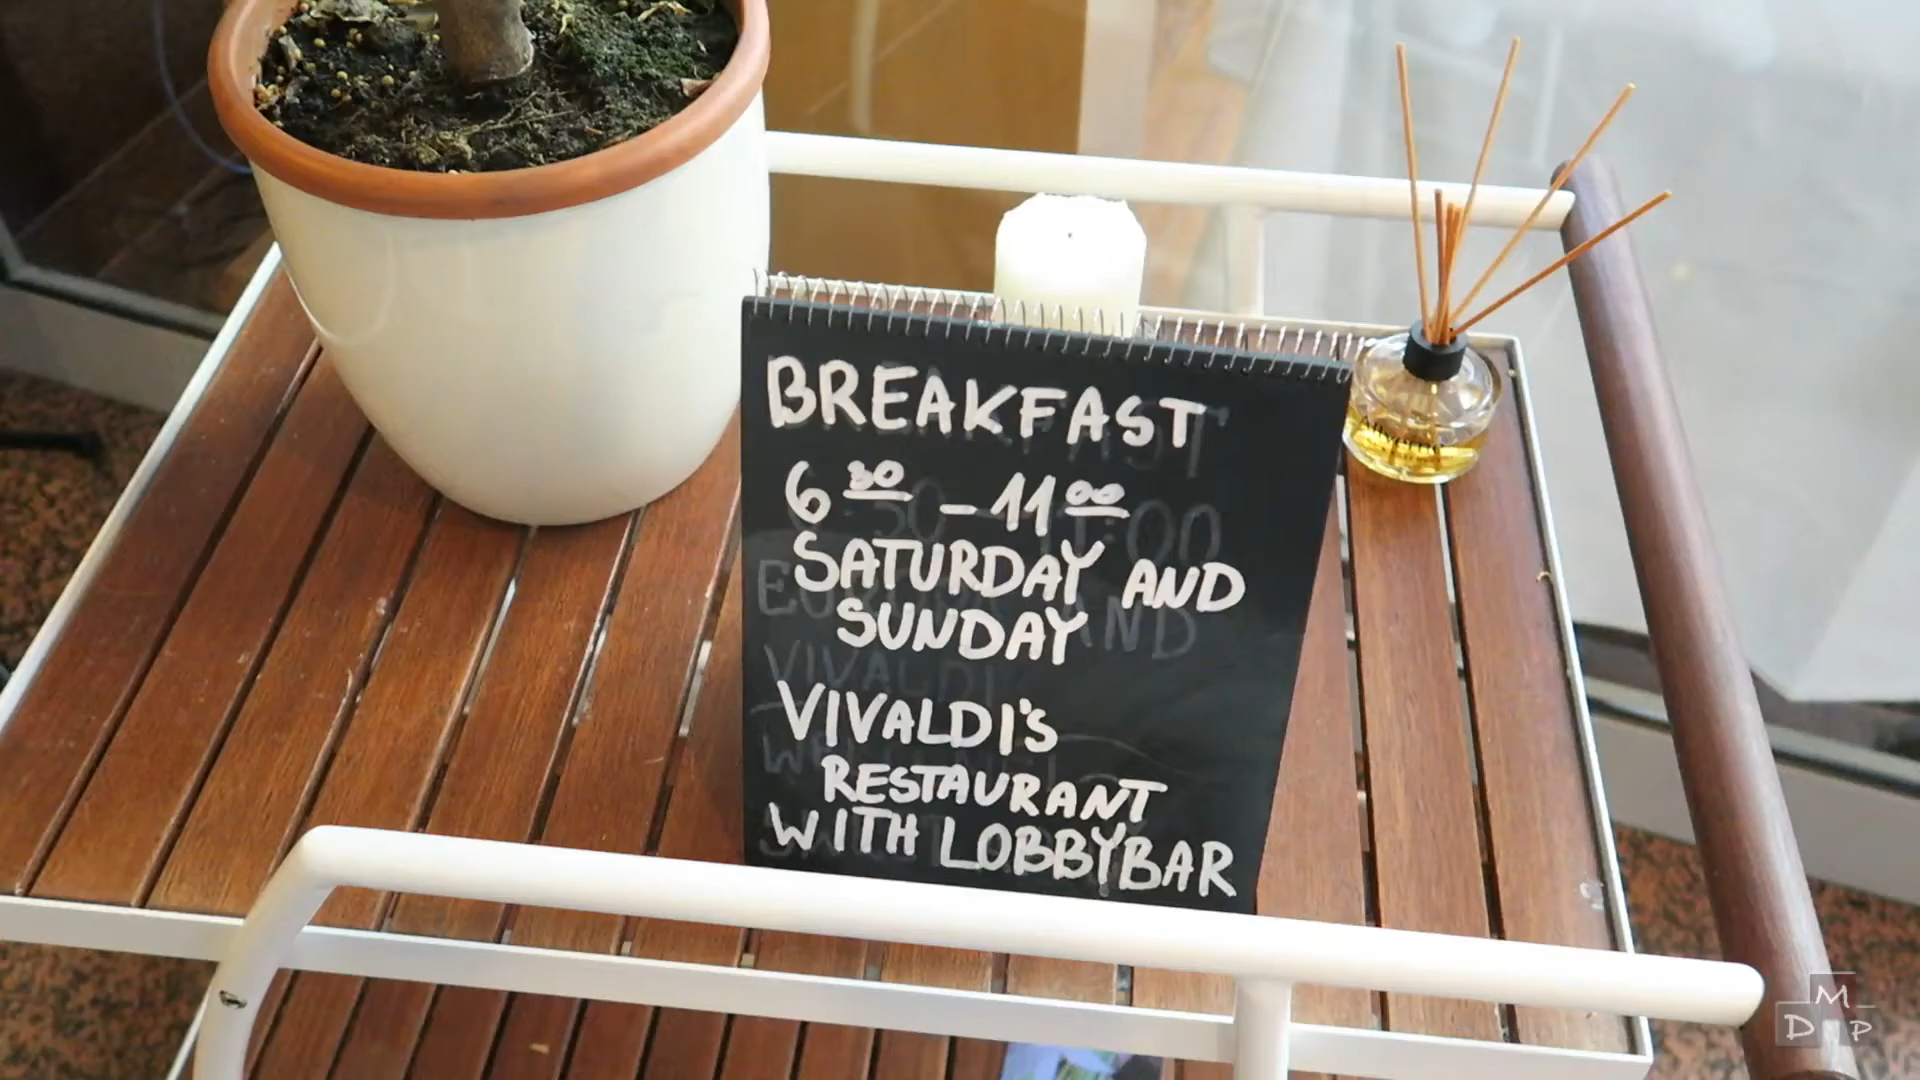 BREAKFAST
6 30 – 11 00
SATURDAY AND
SUNDAY
VIVALDI'S
RESTAURANT
WITH LOBBYBAR
M
D P